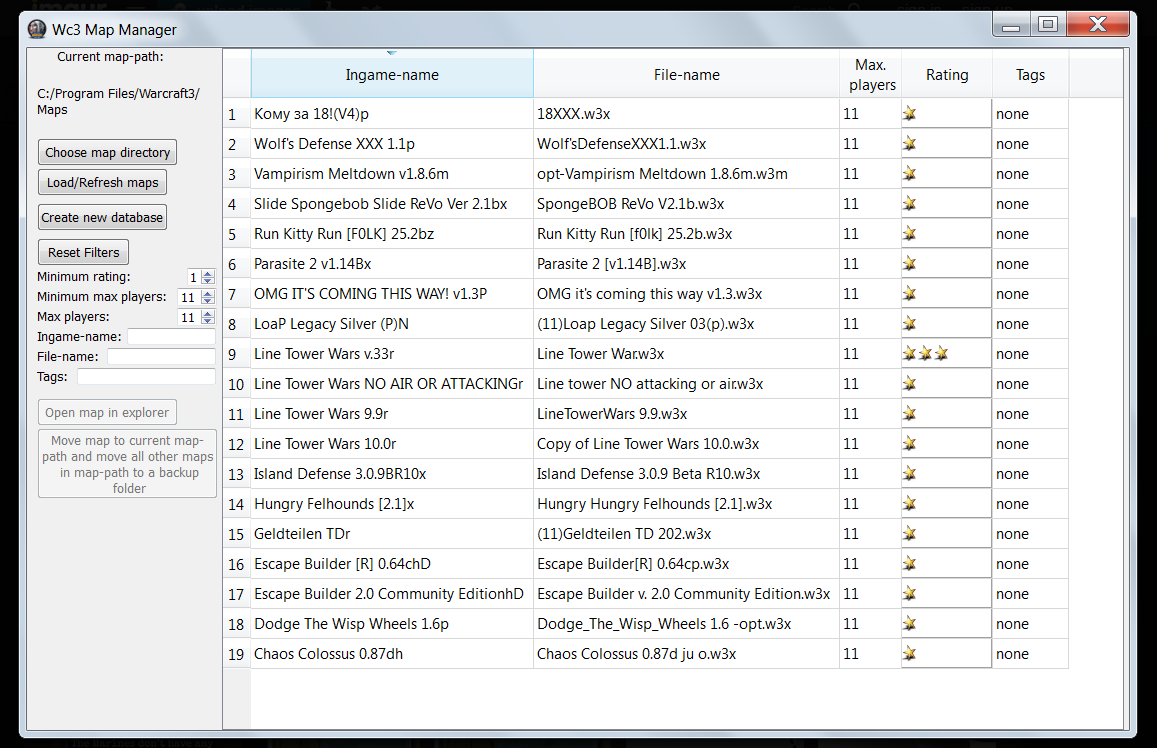 Wc3 Map Manager
Current map-path:
C:/Program Files/Warcraft3/
Maps
Choose map directory
Load/Refresh maps
Create new database
Reset Filters
Minimum rating: 1
Minimum max players: 11
Max players: 11
Ingame-name:
File-name:
Tags:
Open map in explorer
Move map to current map-
path and move all other maps
in map-path to a backup
folder
Ingame-name File-name Max. players Rating Tags
1 Кому за 18!(V4)p 18XXX.w3x 11 none
2 Wolf's Defense XXX 1.1p Wolf'sDefenseXXX1.1.w3x 11 none
3 Vampirism Meltdown v1.8.6m opt-Vampirism Meltdown 1.8.6m.w3m 11 none
4 Slide Spongebob Slide ReVo Ver 2.1bx SpongeBOB ReVo V2.1b.w3x 11 none
5 Run Kitty Run [F0LK] 25.2bz Run Kitty Run [f0lk] 25.2b.w3x 11 none
6 Parasite 2 v1.14Bx Parasite 2 [v1.14B].w3x 11 none
7 OMG IT'S COMING THIS WAY! v1.3P OMG it's coming this way v1.3.w3x 11 none
8 LoaP Legacy Silver (P)N (11)Loap Legacy Silver 03(p).w3x 11 none
9 Line Tower Wars v.33r Line Tower War.w3x 11 none
10 Line Tower Wars NO AIR OR ATTACKINGr Line tower NO attacking or air.w3x 11 none
11 Line Tower Wars 9.9r LineTowerWars 9.9.w3x 11 none
12 Line Tower Wars 10.0r Copy of Line Tower Wars 10.0.w3x 11 none
13 Island Defense 3.0.9BR10x Island Defense 3.0.9 Beta R10.w3x 11 none
14 Hungry Felhounds [2.1]x Hungry Hungry Felhounds [2.1].w3x 11 none
15 Geldteilen TDr (11)Geldteilen TD 202.w3x 11 none
16 Escape Builder [R] 0.64chD Escape Builder[R] 0.64cp.w3x 11 none
17 Escape Builder 2.0 Community EditionhD Escape Builder v. 2.0 Community Edition.w3x 11 none
18 Dodge The Wisp Wheels 1.6p Dodge_The_Wisp_Wheels 1.6 -opt.w3x 11 none
19 Chaos Colossus 0.87dh Chaos Colossus 0.87d ju o.w3x 11 none